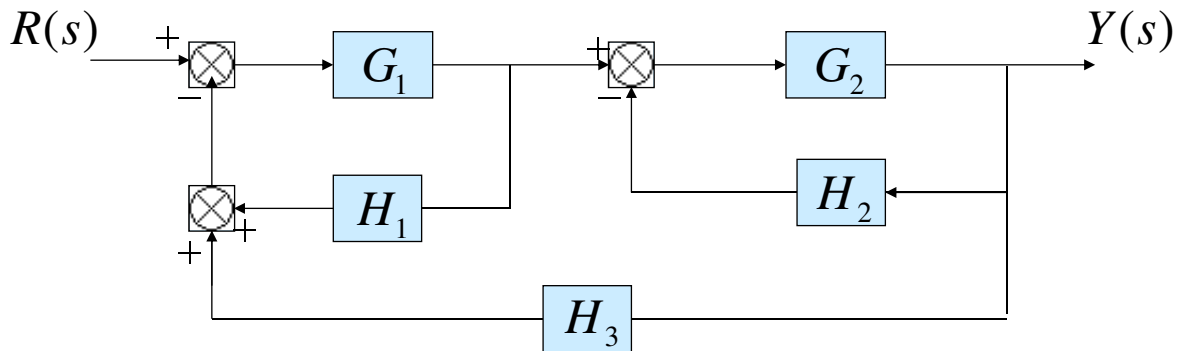 R(s)
Y(s)
+
G₁
+
G₂
−
−
H₁
H₂
+
+
H₃